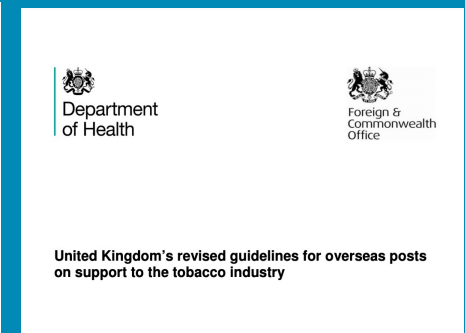 Department
of Health
Foreign &
Commonwealth
Office
United Kingdom's revised guidelines for overseas posts
on support to the tobacco industry